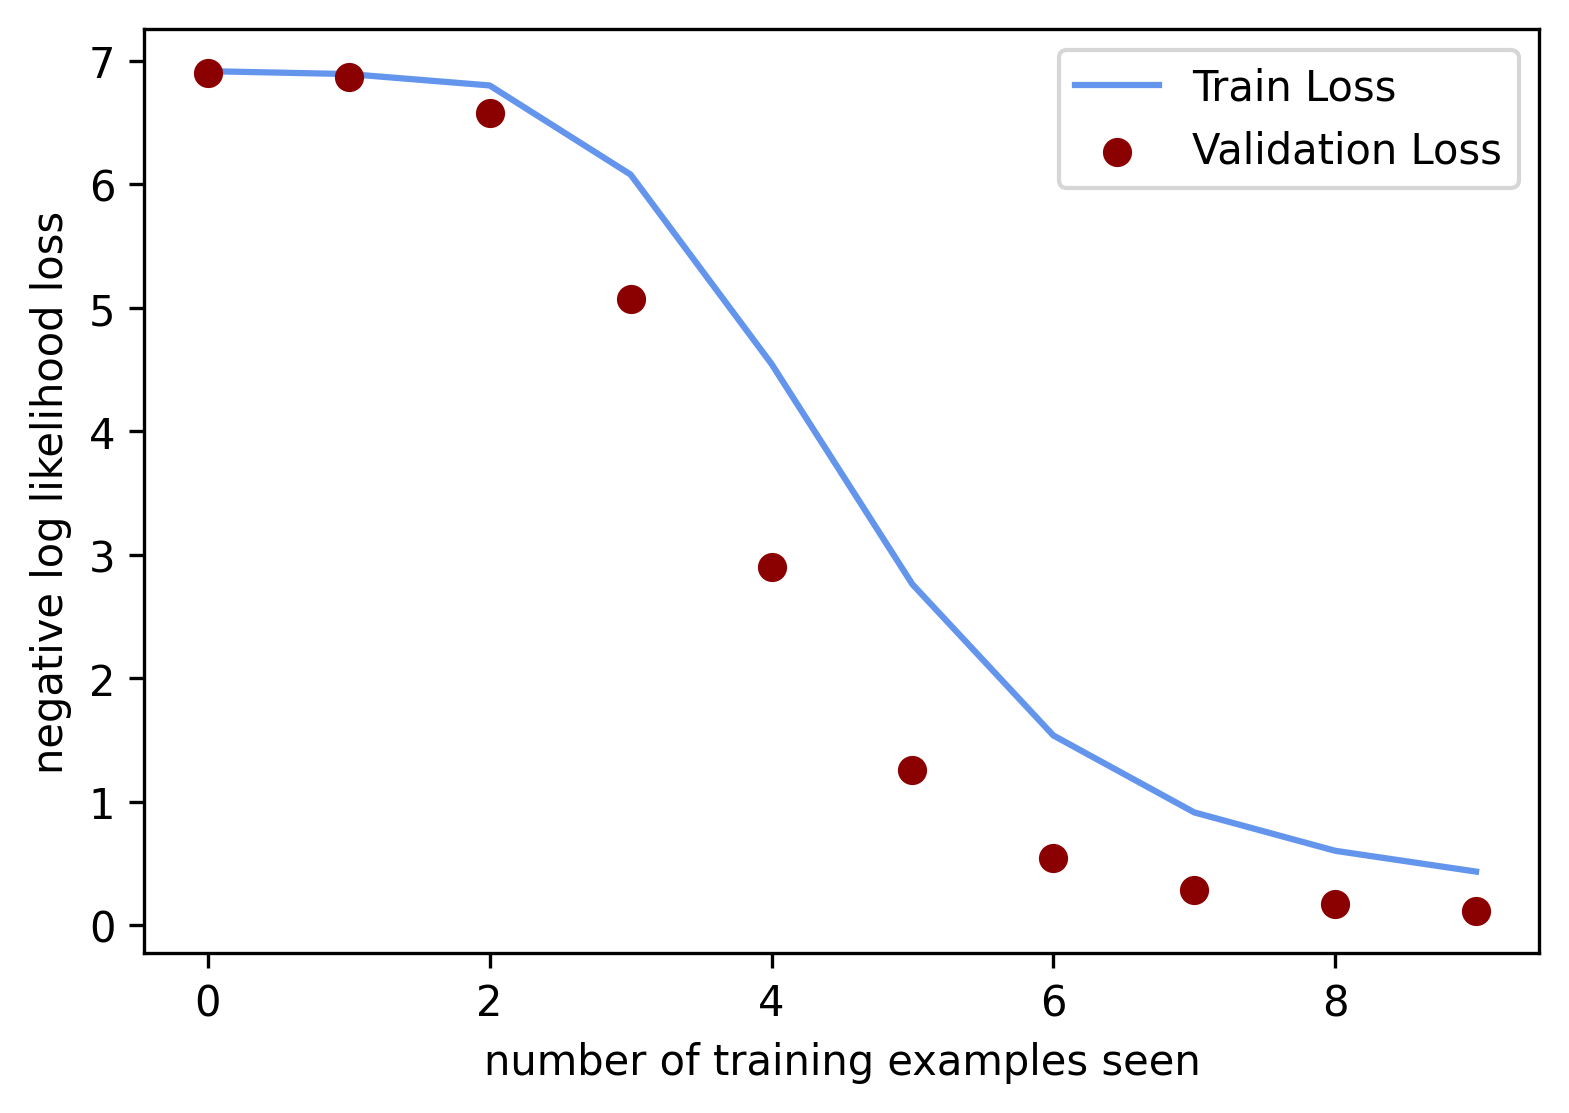 7
6
5
4
3
2
1
0
negative log likelihood loss
Train Loss
Validation Loss
0 2 4 6 8
number of training examples seen